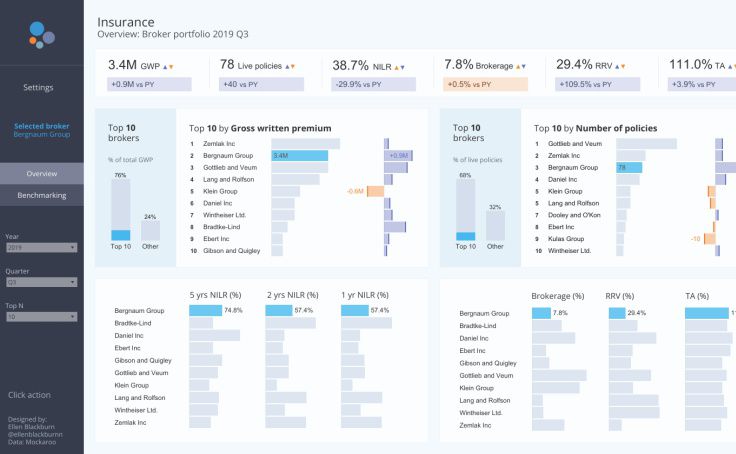 Insurance
Overview: Broker portfolio 2019 Q3
3.4M GWP
+0.9M vs PY
78 Live policies
+40 vs PY
38.7% NILR
-29.9% vs PY
7.8% Brokerage
+0.5% vs PY
29.4% RRV
+109.5% vs PY
111.0% TA
+3.9% vs PY
Settings
Selected broker
Bergnaum Group
Overview
Benchmarking
Year
2019
Quarter
Q3
Top N
10
Click action
Designed by:
Ellen Blackburn
@ellenblackburnn
Data: Mockaroo
Top 10
brokers
% of total GWP
76%
24%
Top 10
Other
Top 10 by Gross written premium
1 Zemlak Inc
2 Bergnaum Group 3.4M +0.9M
3 Gottlieb and Veum
4 Lang and Rolfson
5 Klein Group -0.6M
6 Daniel Inc
7 Wintheiser Ltd.
8 Bradtke-Lind
9 Ebert Inc
10 Gibson and Quigley
Top 10
brokers
% of live policies
68%
32%
Top 10
Other
Top 10 by Number of policies
1 Gottlieb and Veum
2 Zemlak Inc
3 Bergnaum Group 78
4 Daniel Inc
5 Klein Group
5 Lang and Rolfson
7 Dooley and O'Kon
8 Ebert Inc
9 Kulas Group -10
10 Wintheiser Ltd.
5 yrs NILR (%) 2 yrs NILR (%) 1 yr NILR (%)
Bergnaum Group 74.8% 57.4% 57.4%
Bradtke-Lind
Daniel Inc
Ebert Inc
Gibson and Quigley
Gottlieb and Veum
Klein Group
Lang and Rolfson
Wintheiser Ltd.
Zemlak Inc
Brokerage (%) RRV (%) TA (%)
Bergnaum Group 7.8% 29.4% 11
Bradtke-Lind
Daniel Inc
Ebert Inc
Gibson and Quigley
Gottlieb and Veum
Klein Group
Lang and Rolfson
Wintheiser Ltd.
Zemlak Inc